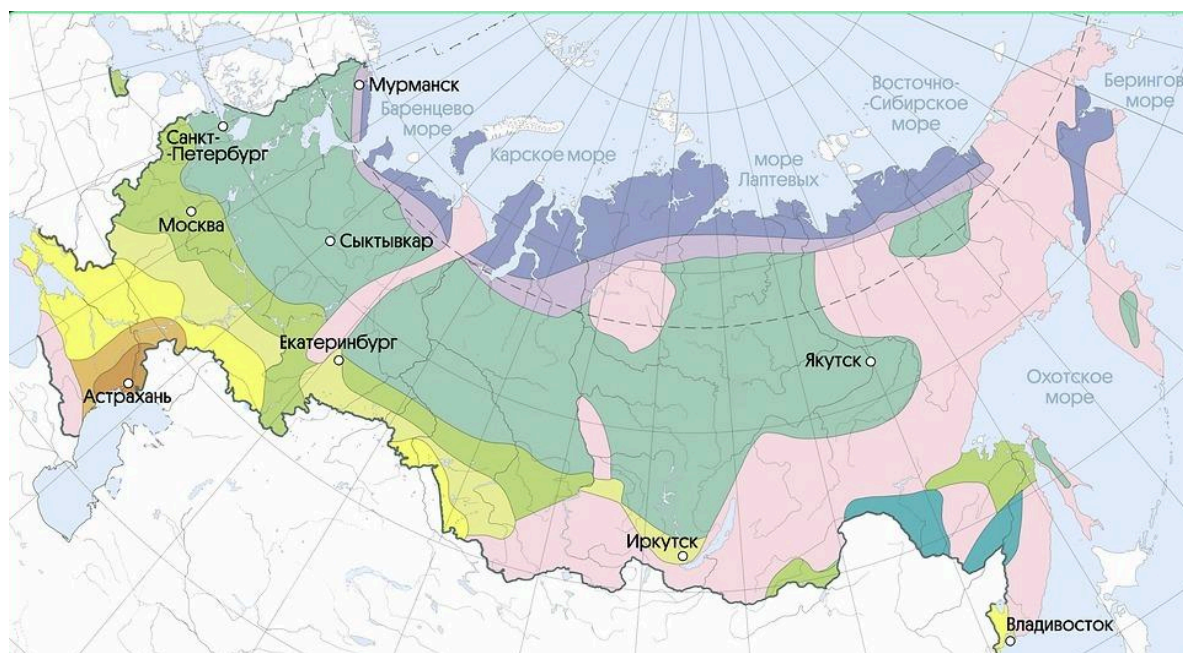 Мурманск
Баренцево
море
Санкт-
-Петербург
Карское море
море
Лаптевых
Восточно-
-Сибирское
море
Берингово
море
Москва
Сыктывкар
Екатеринбург
Якутск
Охотское
море
Астрахань
Иркутск
Владивосток